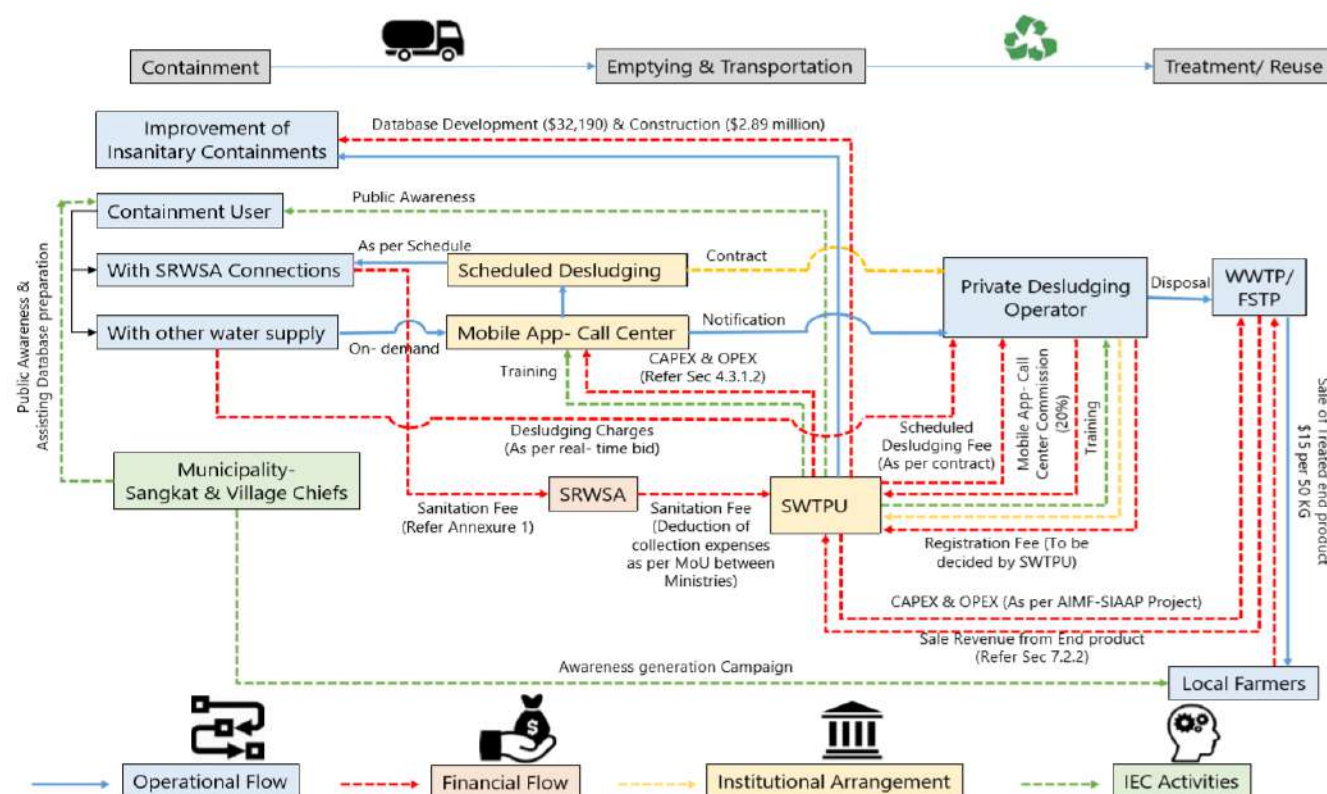 Containment
Emptying & Transportation
Treatment/ Reuse
Improvement of
Insanitary Containments
Database Development ($32,190) & Construction ($2.89 million)
Containment User
Public Awareness
As per Schedule
With SRWSA Connections
Scheduled Desludging
Contract
Private Desludging
Operator
Disposal
WWTP/
FSTP
With other water supply
On- demand
Mobile App- Call Center
Notification
Training
CAPEX & OPEX
(Refer Sec 4.3.1.2)
Public Awareness &
Assisting Database preparation
Desludging Charges
(As per real- time bid)
Scheduled
Desludging Fee
(As per contract)
Mobile App- Call
Center Commission
(20%)
Training
Sale of Treated end product
$15 per 50 KG
Municipality-
Sangkat & Village Chiefs
Sanitation Fee
(Refer Annexure 1)
SRWSA
Sanitation Fee
(Deduction of
collection expenses
as per MoU between
Ministries)
SWTPU
Registration Fee (To be
decided by SWTPU)
CAPEX & OPEX (As per AIMF-SIAAP Project)
Sale Revenue from End product
(Refer Sec 7.2.2)
Awareness generation Campaign
Local Farmers
Operational Flow
Financial Flow
Institutional Arrangement
IEC Activities